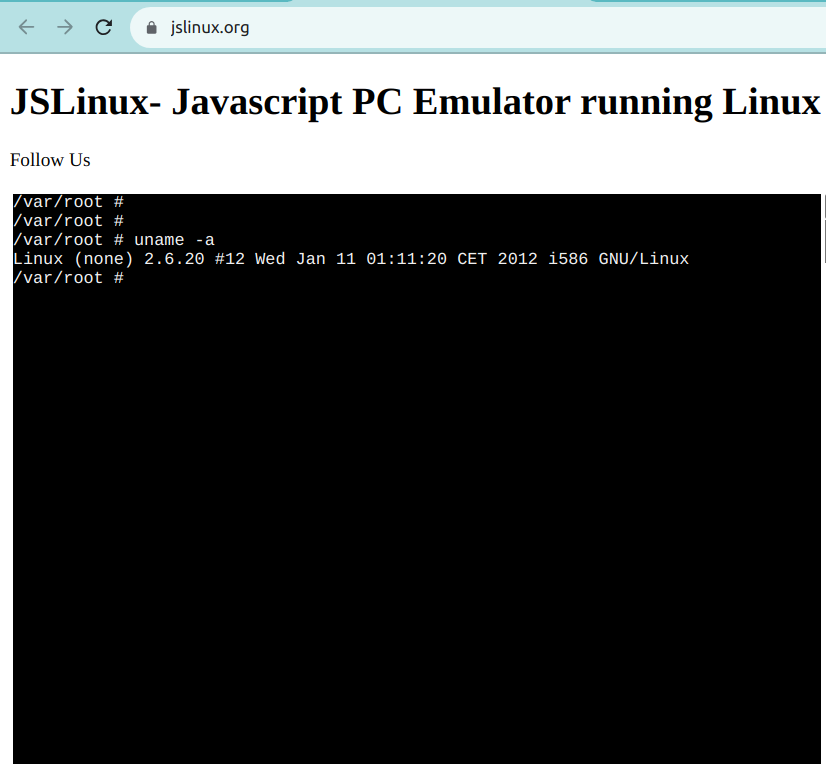 jslinux.org
JSLinux- Javascript PC Emulator running Linux
Follow Us
/var/root #
/var/root #
/var/root # uname -a
Linux (none) 2.6.20 #12 Wed Jan 11 01:11:20 CET 2012 i586 GNU/Linux
/var/root #